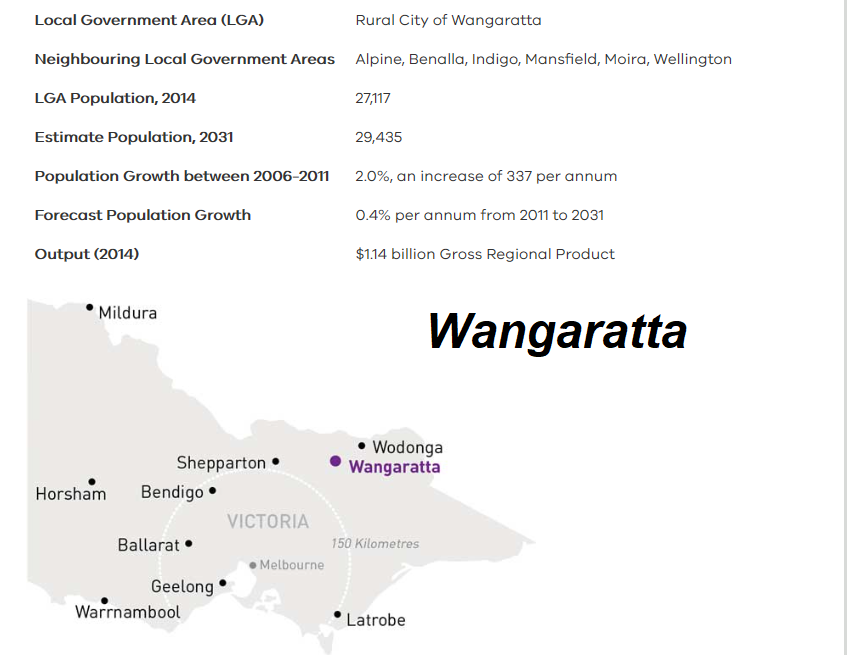 Local Government Area (LGA) Rural City of Wangaratta
Neighbouring Local Government Areas Alpine, Benalla, Indigo, Mansfield, Moira, Wellington
LGA Population, 2014 27,117
Estimate Population, 2031 29,435
Population Growth between 2006-2011 2.0%, an increase of 337 per annum
Forecast Population Growth 0.4% per annum from 2011 to 2031
Output (2014) $1.14 billion Gross Regional Product
Mildura
Wangaratta
Wodonga
Shepparton
Wangaratta
Horsham
Bendigo
VICTORIA
Ballarat
150 Kilometres
Melbourne
Geelong
Warrnambool
Latrobe